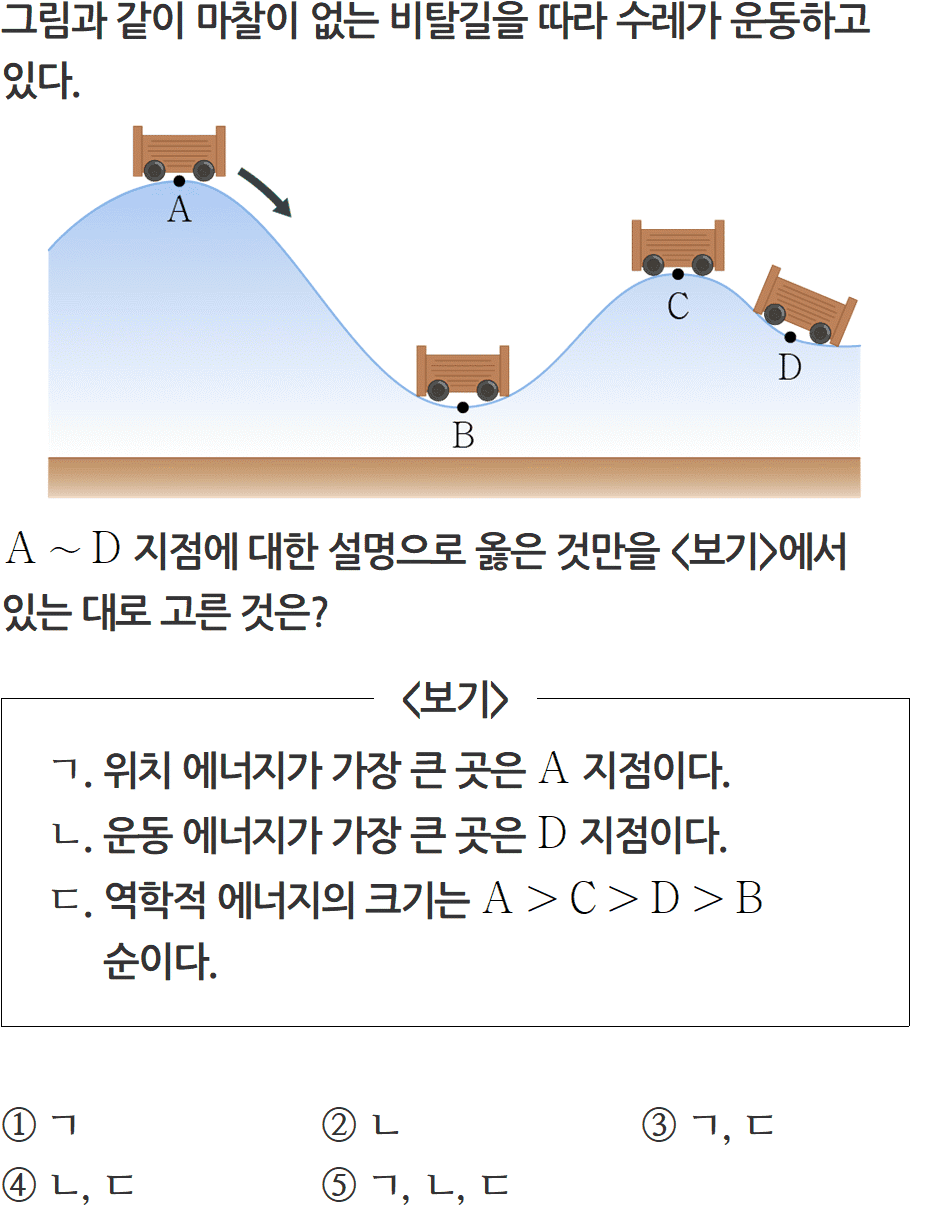 그림과 같이 마찰이 없는 비탈길을 따라 수레가 운동하고
있다.
A
C
D
B
A ~ D 지점에 대한 설명으로 옳은 것만을 <보기>에서
있는 대로 고른 것은?
<보기>
ㄱ. 위치 에너지가 가장 큰 곳은 A 지점이다.
ㄴ. 운동 에너지가 가장 큰 곳은 D 지점이다.
ㄷ. 역학적 에너지의 크기는 A > C > D > B
순이다.
① ㄱ ② ㄴ ③ ㄱ, ㄷ
④ ㄴ, ㄷ ⑤ ㄱ, ㄴ, ㄷ